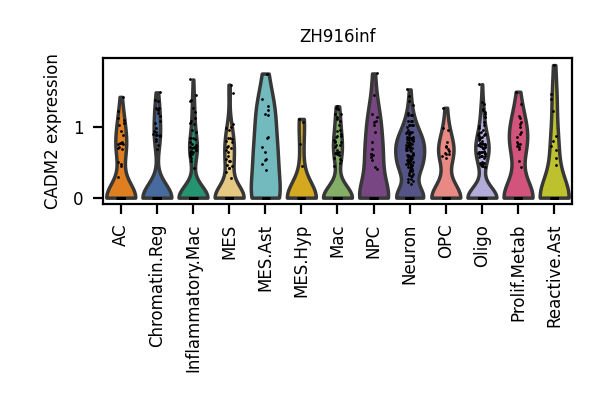 ZH916inf
CADM2 expression
1
0
AC
Chromatin.Reg
Inflammatory.Mac
MES
MES.Ast
MES.Hyp
Mac
NPC
Neuron
OPC
Oligo
Prolif.Metab
Reactive.Ast